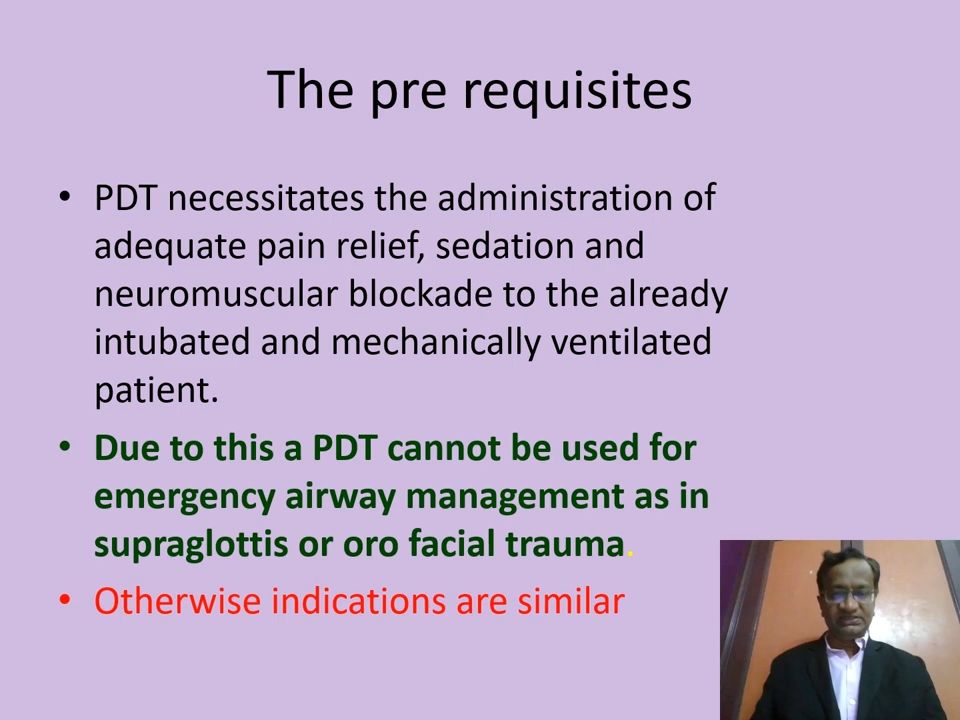 The pre requisites
• PDT necessitates the administration of
adequate pain relief, sedation and
neuromuscular blockade to the already
intubated and mechanically ventilated
patient.
• Due to this a PDT cannot be used for
emergency airway management as in
supraglottis or oro facial trauma.
• Otherwise indications are similar